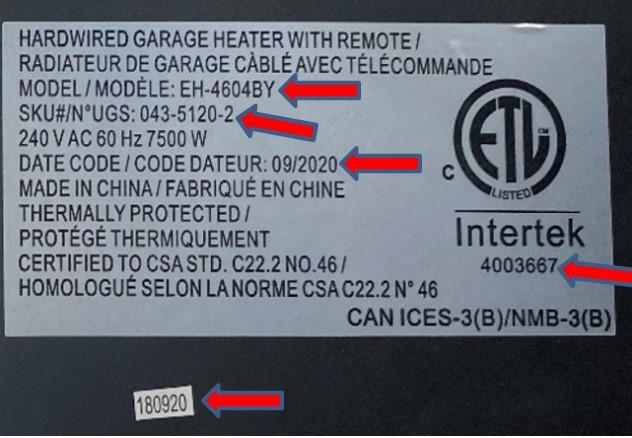 HARDWIRED GARAGE HEATER WITH REMOTE /
RADIATEUR DE GARAGE CÀBLÉ AVEC TÉLÉCOMMANDE
MODEL / MODÈLE: EH-4604BY
SKU#/N°UGS: 043-5120-2
240 V AC 60 Hz 7500 W
DATE CODE / CODE DATEUR: 09/2020
MADE IN CHINA / FABRIQUÉ EN CHINE
THERMALLY PROTECTED /
PROTÉGÉ THERMIQUEMENT
CERTIFIED TO CSA STD. C22.2 NO.46 /
HOMOLOGUÉ SELON LA NORME CSA C22.2 N° 46
C
ETL
CM
LISTED
Intertek
4003667
CAN ICES-3(B)/NMB-3(B)
180920